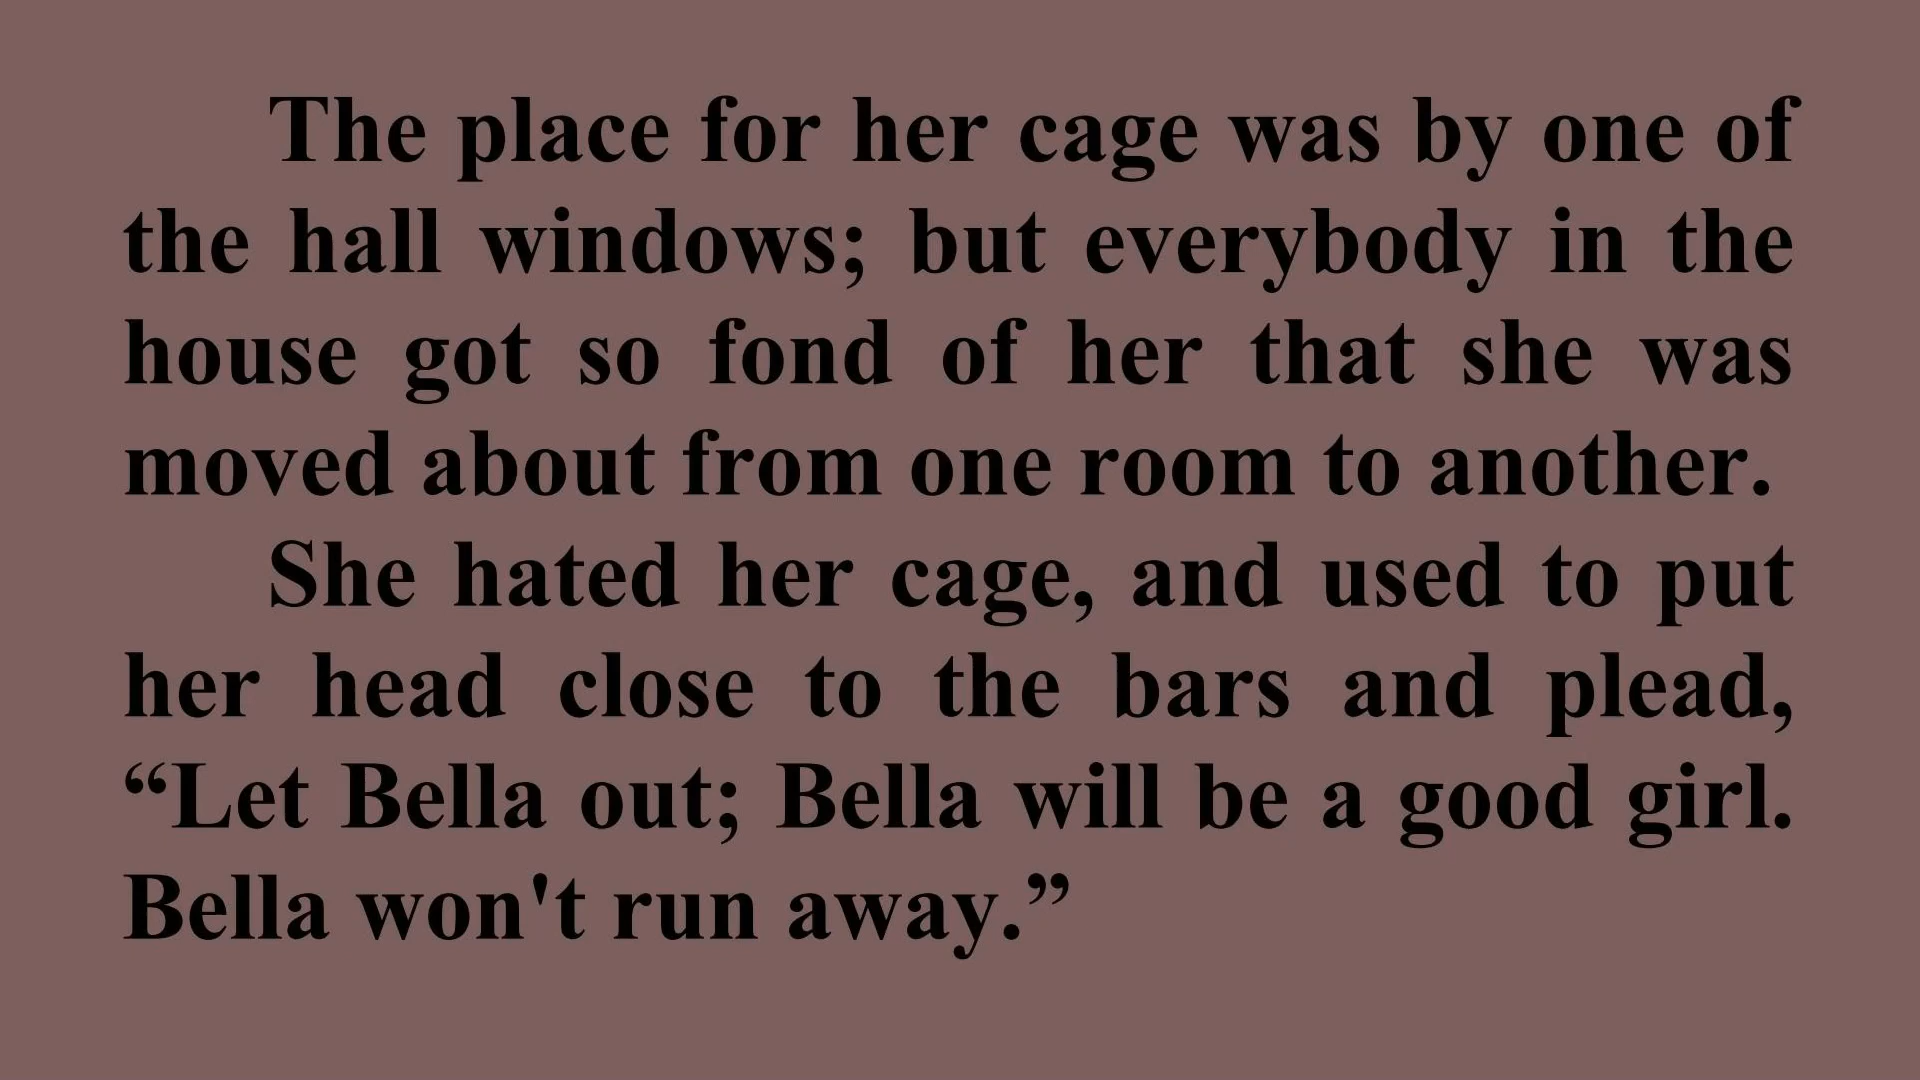 The place for her cage was by one of
the hall windows; but everybody in the
house got so fond of her that she was
moved about from one room to another.
She hated her cage, and used to put
her head close to the bars and plead,
“Let Bella out; Bella will be a good girl.
Bella won't run away.”